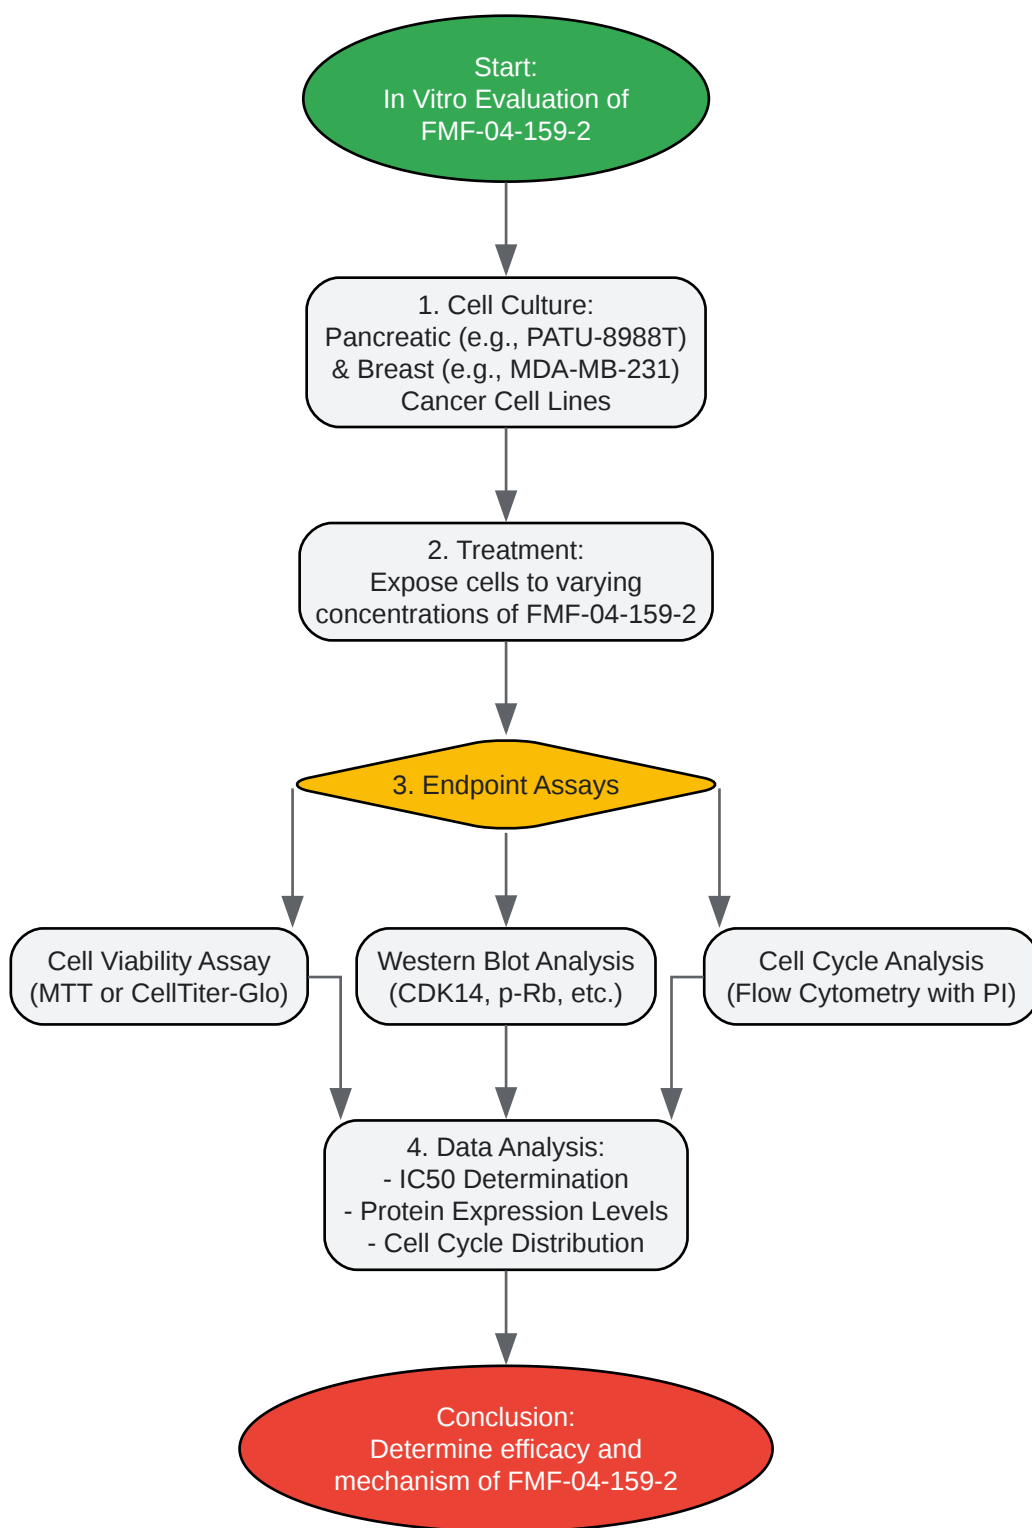 Start:
In Vitro Evaluation of
FMF-04-159-2
1. Cell Culture:
Pancreatic (e.g., PATU-8988T)
& Breast (e.g., MDA-MB-231)
Cancer Cell Lines
2. Treatment:
Expose cells to varying
concentrations of FMF-04-159-2
3. Endpoint Assays
Cell Viability Assay
(MTT or CellTiter-Glo)
Western Blot Analysis
(CDK14, p-Rb, etc.)
Cell Cycle Analysis
(Flow Cytometry with PI)
4. Data Analysis:
- IC50 Determination
- Protein Expression Levels
- Cell Cycle Distribution
Conclusion:
Determine efficacy and
mechanism of FMF-04-159-2